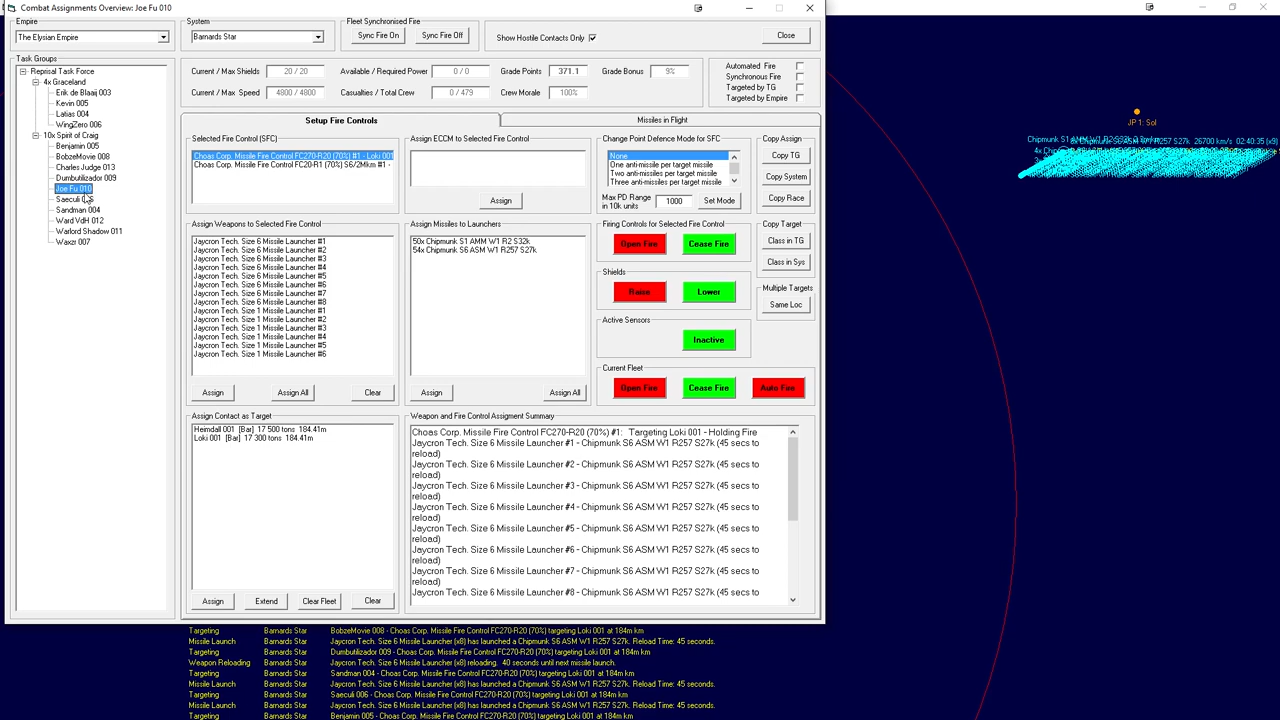 Combat Assignments Overview: Joe Fu 010
Empire
The Elysian Empire
System
Barnards Star
Fleet Synchronised Fire
Sync Fire On
Sync Fire Off
Show Hostile Contacts Only
Close
Task Groups
Reprisal Task Force
4x Graceland
Erik de Blaaij 003
Kevin 005
Latias 004
WingZero 006
10x Spirit of Craig
Benjamin 005
BobzeMovie 008
Charles Judge 013
Dumbutilizador 009
Joe Fu 010
Saeculi
Sandman 004
Ward VdH 012
Warlord Shadow 011
Waxzr 007
Current / Max Shields
20 / 20
Available / Required Power
0 / 0
Grade Points
371.1
Grade Bonus
9%
Current / Max Speed
4800 / 4800
Casualties / Total Crew
0 / 479
Crew Morale
100%
Automated Fire
Synchronous Fire
Targeted by TG
Targeted by Empire
Setup Fire Controls
Missiles in Flight
Selected Fire Control (SFC)
Choas Corp. Missile Fire Control FC270-R20 (70%) #1 - Loki 001
Choas Corp. Missile Fire Control FC20-R1 (70%) S6/2Mkm #1 -
Assign ECCM to Selected Fire Control
Assign
Change Point Defence Mode for SFC
None
One anti-missile per target missile
Two anti-missiles per target missile
Three anti-missiles per target missile
Max PD Range
in 10k units
1000
Set Mode
Copy Assign
Copy TG
Copy System
Copy Race
Assign Weapons to Selected Fire Control
Jaycron Tech. Size 6 Missile Launcher #1
Jaycron Tech. Size 6 Missile Launcher #2
Jaycron Tech. Size 6 Missile Launcher #3
Jaycron Tech. Size 6 Missile Launcher #4
Jaycron Tech. Size 6 Missile Launcher #5
Jaycron Tech. Size 6 Missile Launcher #6
Jaycron Tech. Size 6 Missile Launcher #7
Jaycron Tech. Size 6 Missile Launcher #8
Jaycron Tech. Size 1 Missile Launcher #1
Jaycron Tech. Size 1 Missile Launcher #2
Jaycron Tech. Size 1 Missile Launcher #3
Jaycron Tech. Size 1 Missile Launcher #4
Jaycron Tech. Size 1 Missile Launcher #5
Jaycron Tech. Size 1 Missile Launcher #6
Assign
Assign All
Clear
Assign Missiles to Launchers
50x Chipmunk S1 AMM W1 R2 S32k
54x Chipmunk S6 ASM W1 R257 S27k
Assign
Assign All
Firing Controls for Selected Fire Control
Open Fire
Cease Fire
Shields
Raise
Lower
Active Sensors
Inactive
Current Fleet
Open Fire
Cease Fire
Auto Fire
Copy Target
Class in TG
Class in Sys
Multiple Targets
Same Loc
Assign Contact as Target
Heimdall 001 [Bar] 17 500 tons 184.41m
Loki 001 [Bar] 17 300 tons 184.41m
Assign
Extend
Clear Fleet
Clear
Weapon and Fire Control Assigment Summary
Choas Corp. Missile Fire Control FC270-R20 (70%) #1: Targeting Loki 001 - Holding Fire
Jaycron Tech. Size 6 Missile Launcher #1 - Chipmunk S6 ASM W1 R257 S27k (45 secs to
reload)
Jaycron Tech. Size 6 Missile Launcher #2 - Chipmunk S6 ASM W1 R257 S27k (45 secs to
reload)
Jaycron Tech. Size 6 Missile Launcher #3 - Chipmunk S6 ASM W1 R257 S27k (45 secs to
reload)
Jaycron Tech. Size 6 Missile Launcher #4 - Chipmunk S6 ASM W1 R257 S27k (45 secs to
reload)
Jaycron Tech. Size 6 Missile Launcher #5 - Chipmunk S6 ASM W1 R257 S27k (45 secs to
reload)
Jaycron Tech. Size 6 Missile Launcher #6 - Chipmunk S6 ASM W1 R257 S27k (45 secs to
reload)
Jaycron Tech. Size 6 Missile Launcher #7 - Chipmunk S6 ASM W1 R257 S27k (45 secs to
reload)
Jaycron Tech. Size 6 Missile Launcher #8 - Chipmunk S6 ASM W1 R257 S27k (45 secs to
JP 1: Sol
Chipmunk S1
S27k 26700 km/s 02:40:35 (x9)
Targeting Barnards Star BobzeMovie 008 - Choas Corp. Missile Fire Control FC270-R20 (70%) targeting Loki 001 at 184m km
Missile Launch Barnards Star Jaycron Tech. Size 6 Missile Launcher (x8) has launched a Chipmunk S6 ASM W1 R257 S27k. Reload Time: 45 seconds.
Targeting Barnards Star Dumbutilizador 009 - Choas Corp. Missile Fire Control FC270-R20 (70%) targeting Loki 001 at 184m km
Weapon Reloading Barnards Star Jaycron Tech. Size 6 Missile Launcher (x8) reloading. 40 seconds until next missile launch.
Targeting Barnards Star Sandman 004 - Choas Corp. Missile Fire Control FC270-R20 (70%) targeting Loki 001 at 184m km
Missile Launch Barnards Star Jaycron Tech. Size 6 Missile Launcher (x8) has launched a Chipmunk S6 ASM W1 R257 S27k. Reload Time: 45 seconds.
Targeting Barnards Star Saeculi 006 - Choas Corp. Missile Fire Control FC270-R20 (70%) targeting Loki 001 at 184m km
Missile Launch Barnards Star Jaycron Tech. Size 6 Missile Launcher (x8) has launched a Chipmunk S6 ASM W1 R257 S27k. Reload Time: 45 seconds.
Targeting Barnards Star Benjamin 005 - Choas Corp. Missile Fire Control FC270-R20 (70%) targeting Loki 001 at 184m km